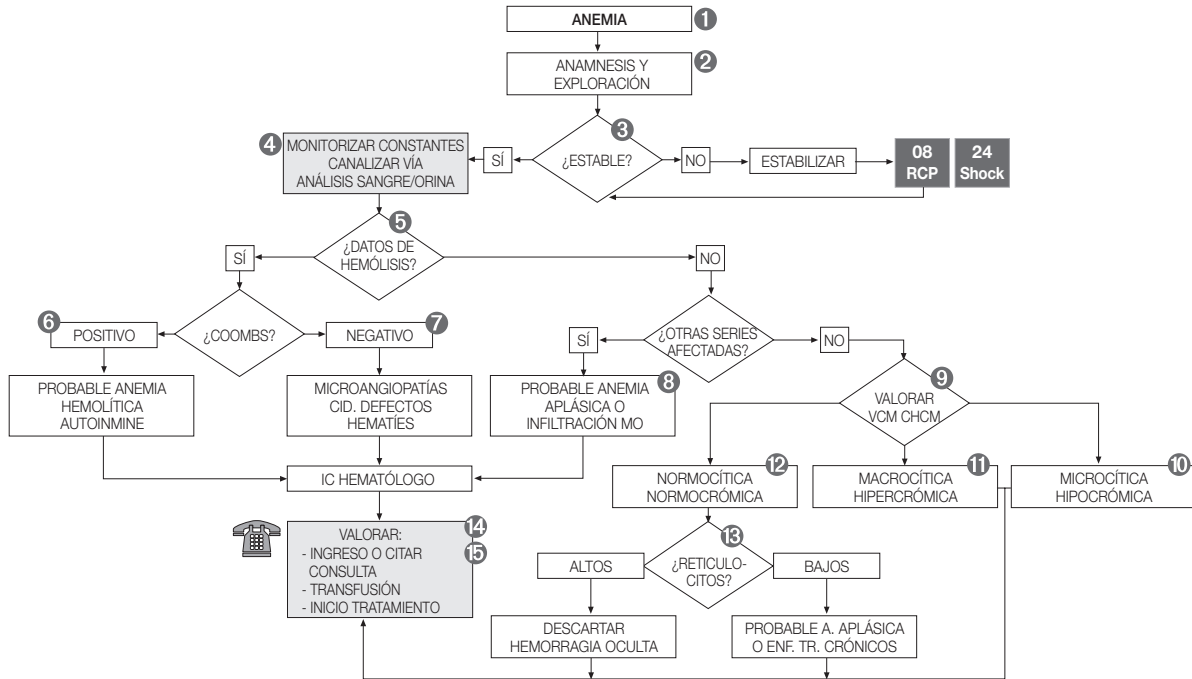 ANEMIA
1
ANAMNESIS Y
EXPLORACIÓN
2
3
¿ESTABLE?
SÍ
NO
ESTABILIZAR
08
RCP
24
Shock
4
MONITORIZAR CONSTANTES
CANALIZAR VÍA
ANÁLISIS SANGRE/ORINA
5
¿DATOS DE
HEMÓLISIS?
SÍ
NO
¿COOMBS?
6
POSITIVO
NEGATIVO
7
¿OTRAS SERIES
AFECTADAS?
SÍ
NO
PROBABLE ANEMIA
HEMOLÍTICA
AUTOINMINE
MICROANGIOPATÍAS
CID. DEFECTOS
HEMATÍES
PROBABLE ANEMIA
APLÁSICA O
INFILTRACIÓN MO
8
9
VALORAR
VCM CHCM
IC HEMATÓLOGO
NORMOCÍTICA
NORMOCRÓMICA
12
MACROCÍTICA
HIPERCRÓMICA
11
MICROCÍTICA
HIPOCRÓMICA
10
VALORAR:
- INGRESO O CITAR
CONSULTA
- TRANSFUSIÓN
- INICIO TRATAMIENTO
14
15
13
¿RETICULO-
CITOS?
ALTOS
BAJOS
DESCARTAR
HEMORRAGIA OCULTA
PROBABLE A. APLÁSICA
O ENF. TR. CRÓNICOS